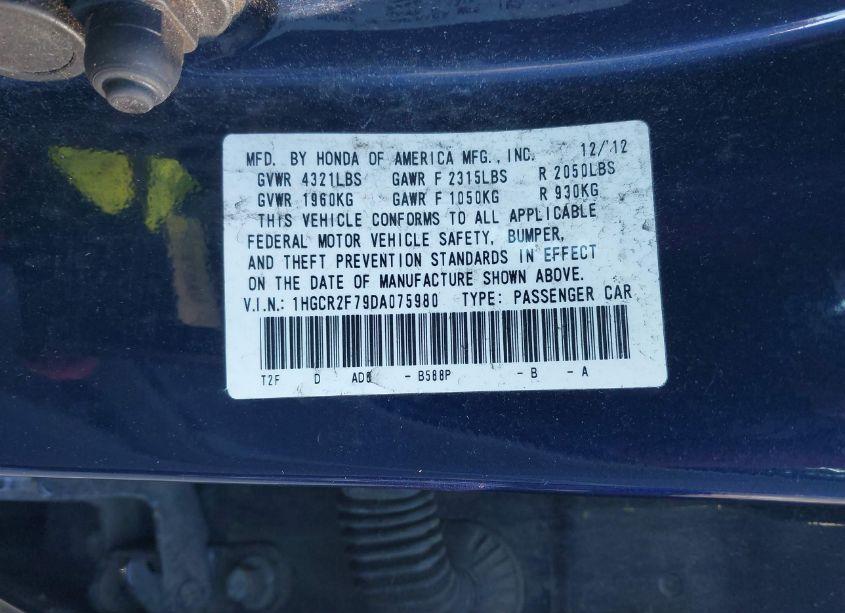 MFD. BY HONDA OF AMERICA MFG., INC. 12/12
GVWR 4321LBS GAWR F 2315LBS R 2050LBS
GVWR 1960KG GAWR F 1050KG R 930KG
THIS VEHICLE CONFORMS TO ALL APPLICABLE
FEDERAL MOTOR VEHICLE SAFETY, BUMPER,
AND THEFT PREVENTION STANDARDS IN EFFECT
ON THE DATE OF MANUFACTURE SHOWN ABOVE.
V.I.N.: 1HGCR2F79DA075980 TYPE: PASSENGER CAR
T2F D AD6 -B588P -B -A